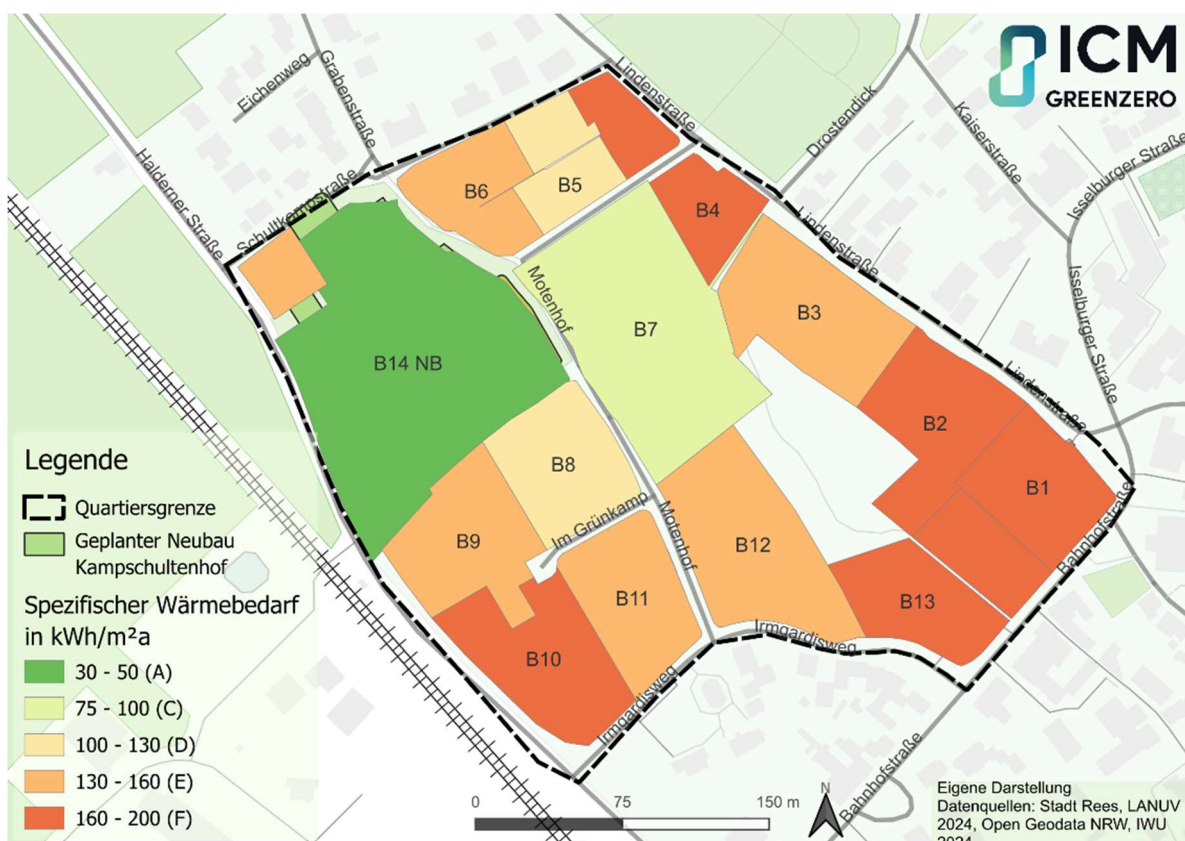 ICM
GREENZERO
Eichenweg
Grabenstraße
Lindenstraße
Drostendick
Kaiserstraße
Isselburger Straße
Haiderner Straße
Schultkampstraße
B6
B5
B4
Lindenstraße
Isselburger Straße
Motenhof
B7
B3
B14 NB
Lindenstraße
B2
B8
B1
Im Grünkamp
Motenhof
B9
B12
Bahnhofstraße
B11
B13
B10
Irmgardisweg
Irmgardisweg
Bahnhofstraße
Legende
Quartiersgrenze
Geplanter Neubau
Kampschultenhof
Spezifischer Wärmebedarf
in kWh/m²a
30 - 50 (A)
75 - 100 (C)
100 - 130 (D)
130 - 160 (E)
160 - 200 (F)
0 75 150 m
N
Eigene Darstellung
Datenquellen: Stadt Rees, LANUV
2024, Open Geodata NRW, IWU
2024